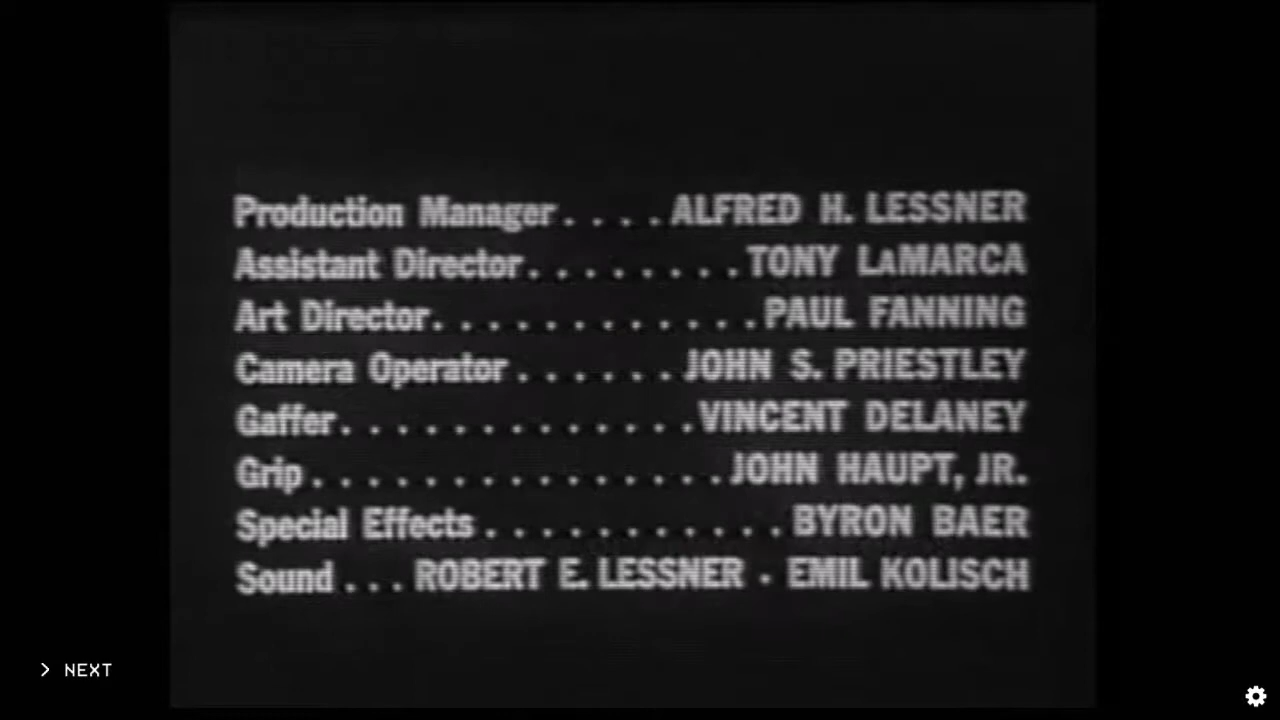 Production Manager....ALFRED H. LESSNER
Assistant Director........TONY LaMARCA
Art Director............PAUL FANNING
Camera Operator......JOHN S. PRIESTLEY
Gaffer.............VINCENT DELANEY
Grip...............JOHN HAUPT, JR.
Special Effects...........BYRON BAER
Sound...ROBERT E. LESSNER · EMIL KOLISCH
> NEXT